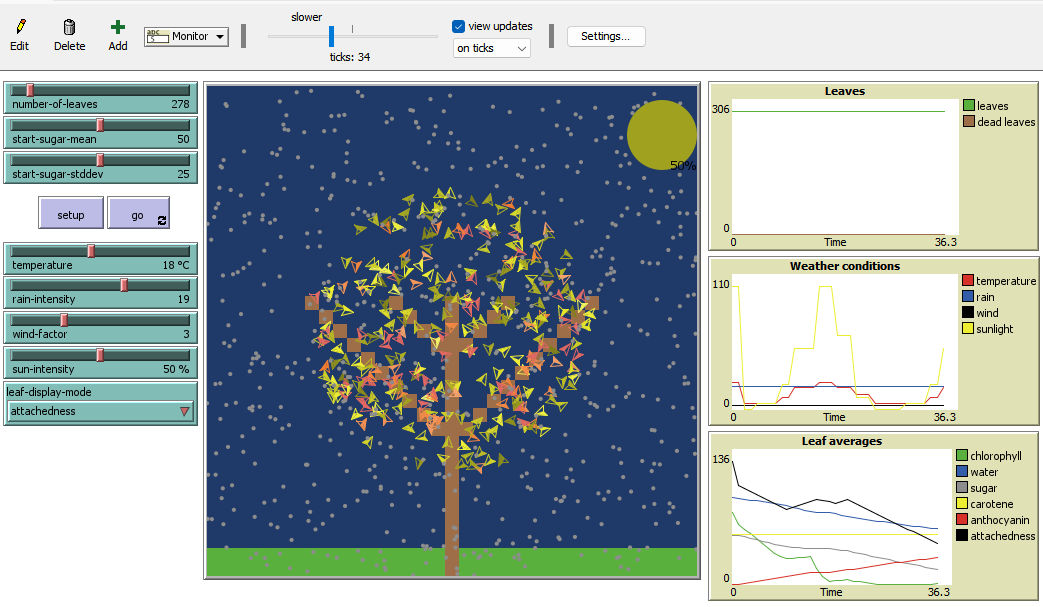 slower
view updates
Edit
Delete
Add
abc
5
Monitor
on ticks
Settings...
ticks: 34
number-of-leaves 278
start-sugar-mean 50
start-sugar-stddev 25
setup
go
temperature 18 °C
rain-intensity 19
wind-factor 3
sun-intensity 50 %
leaf-display-mode
attachedness
50%
Leaves
306
0
0 Time 36.3
leaves
dead leaves
Weather conditions
110
0
0 Time 36.3
temperature
rain
wind
sunlight
Leaf averages
136
0
0 Time 36.3
chlorophyll
water
sugar
carotene
anthocyanin
attachedness